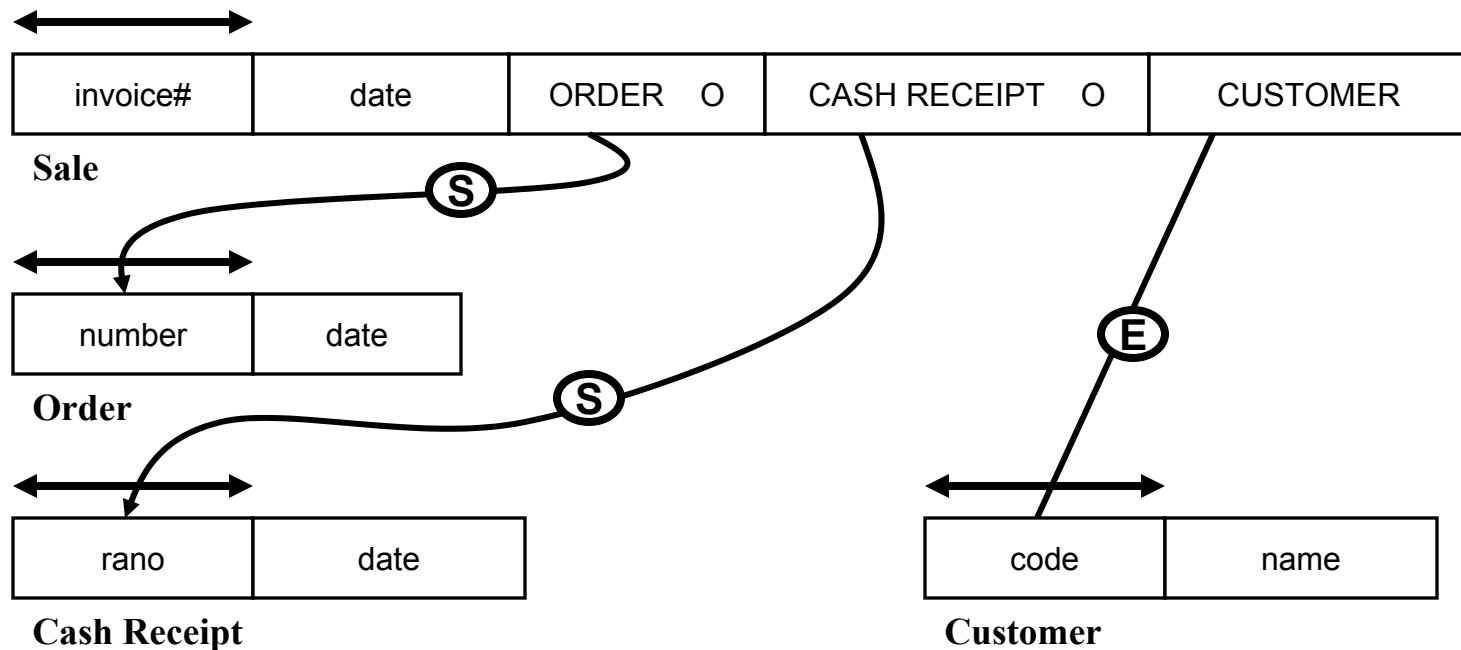 invoice# date ORDER O CASH RECEIPT O CUSTOMER
Sale
S
number date
E
Order
S
rano date
code name
Cash Receipt
Customer